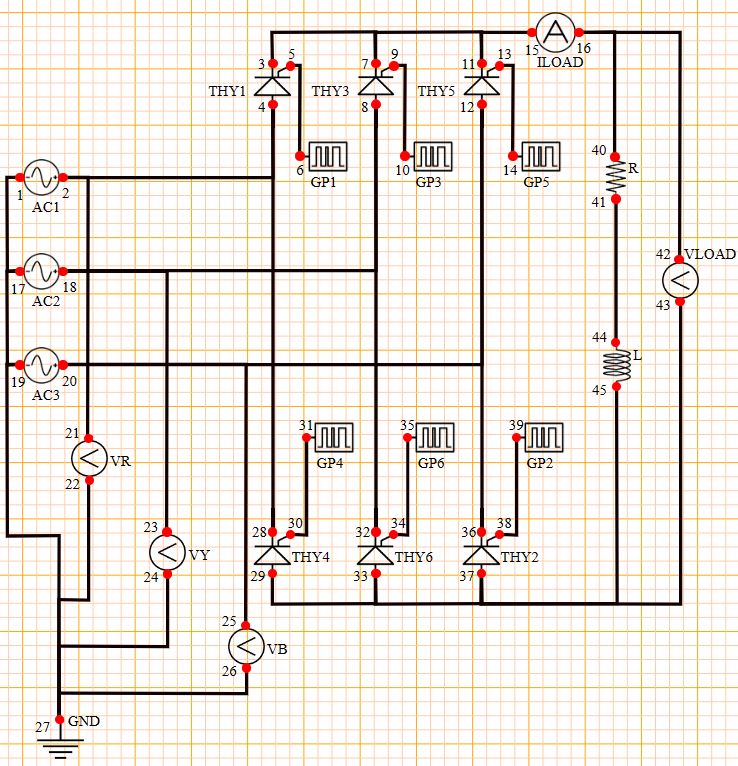 A
15 16
ILOAD
3 5 7 9 11 13
THY1 THY3 THY5
4 8 12
40
R
6 10 14
GP1 GP3 GP5
1 2
41
AC1
42 VLOAD
17 18
AC2
43
44
19 20
L
AC3
45
21 31 35 39
VR
22
GP4 GP6 GP2
23 28 30 32 34 36 38
VY THY4 THY6 THY2
24 29 33 37
25
VB
26
27 GND